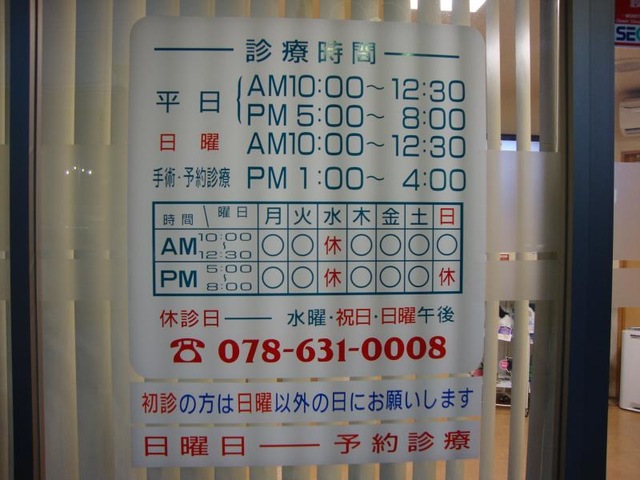 診療時間
平日 AM10:00～12:30
PM 5:00～8:00
日曜 AM10:00～12:30
手術・予約診療 PM 1:00～4:00
時間\曜日 月 火 水 木 金 土 日
AM 10:00～12:30 ○ ○ 休 ○ ○ ○ ○
PM 5:00～8:00 ○ ○ 休 ○ ○ ○ 休
休診日── 水曜・祝日・日曜午後
☎ 078-631-0008
初診の方は日曜以外の日にお願いします
日曜日 ── 予約診療